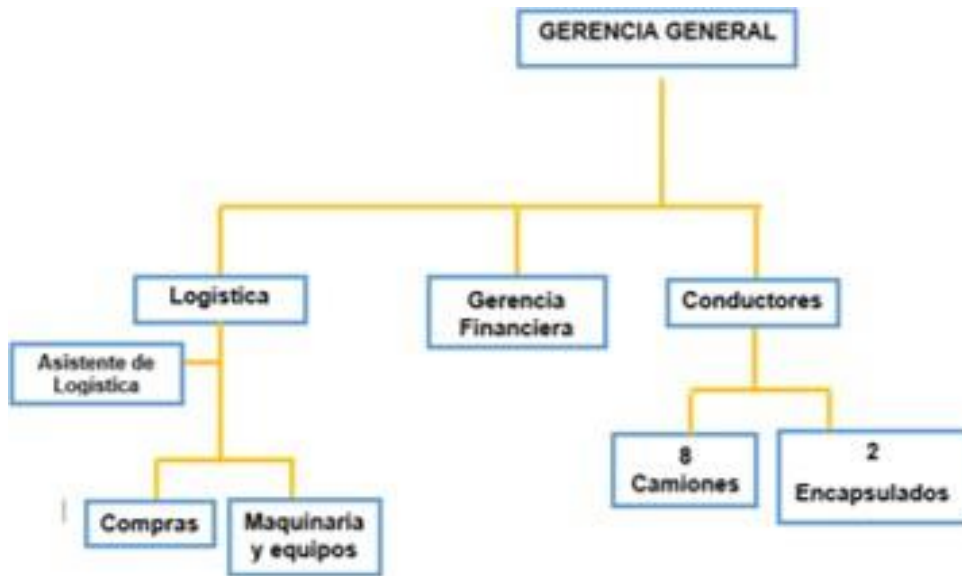 GERENCIA GENERAL
Logística
Gerencia
Financiera
Conductores
Asistente de
Logística
8
Camiones
2
Encapsulados
Compras
Maquinaria
y equipos